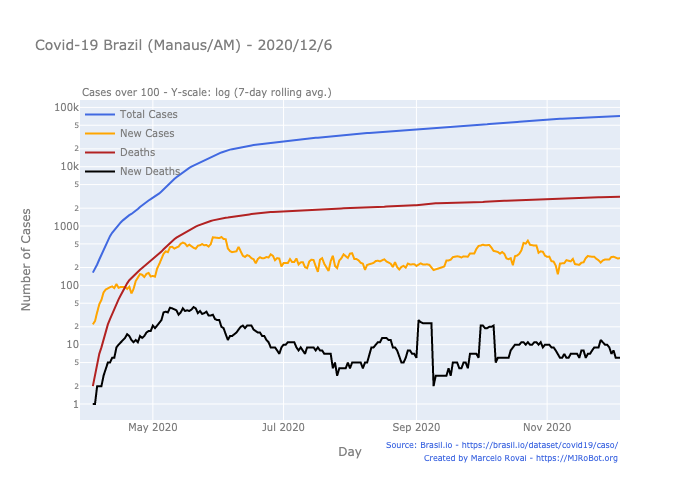 Covid-19 Brazil (Manaus/AM) - 2020/12/6
Cases over 100 - Y-scale: log (7-day rolling avg.)
Total Cases
New Cases
Deaths
New Deaths
Number of Cases
100k
5
2
10k
5
2
1000
5
2
100
5
2
10
5
2
1
May 2020
Jul 2020
Sep 2020
Nov 2020
Day
Source: Brasil.io - https://brasil.io/dataset/covid19/caso/
Created by Marcelo Rovai - https://MJRoBot.org